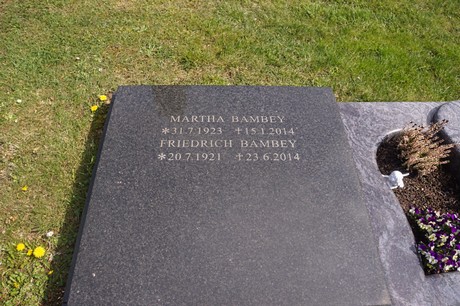 MARTHA BAMBEY
*31.7.1923 †15.1.2014
FRIEDRICH BAMBEY
*20.7.1921 †23.6.2014